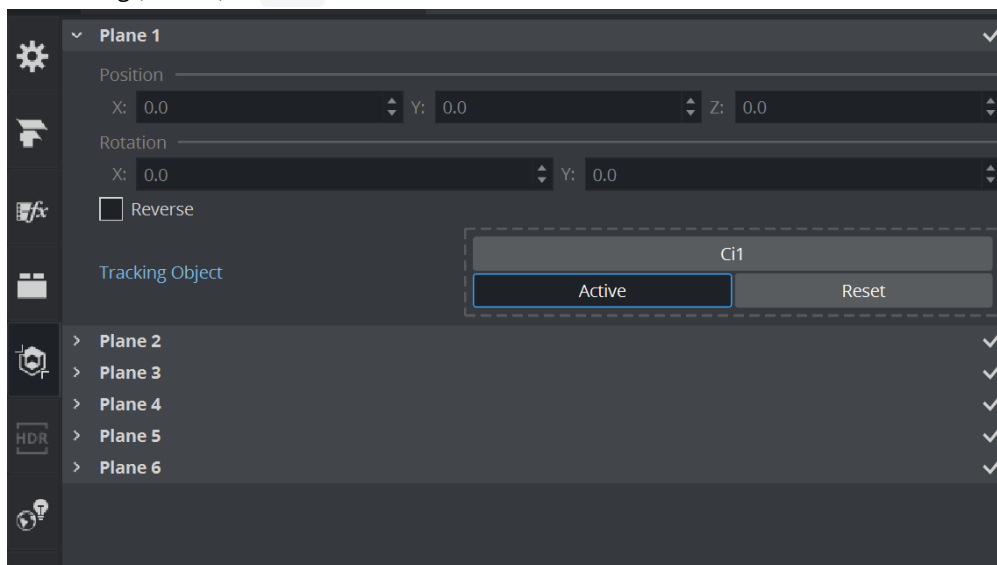 Plane 1
Position
X: 0.0 Y: 0.0 Z: 0.0
Rotation
X: 0.0 Y: 0.0
Reverse
fx
Ci1
Tracking Object
Active Reset
Plane 2
Plane 3
Plane 4
HDR
Plane 5
Plane 6